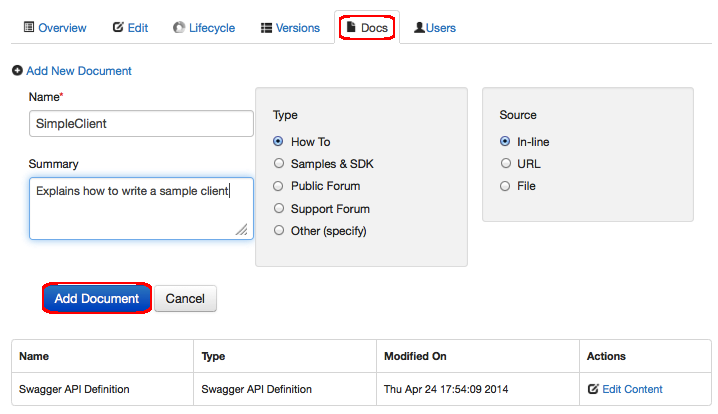 Overview Edit Lifecycle Versions Docs Users
Add New Document
Name*
SimpleClient
Summary
Explains how to write a sample client
Type
How To
Samples & SDK
Public Forum
Support Forum
Other (specify)
Source
In-line
URL
File
Add Document Cancel
Name Type Modified On Actions
Swagger API Definition Swagger API Definition Thu Apr 24 17:54:09 2014 Edit Content